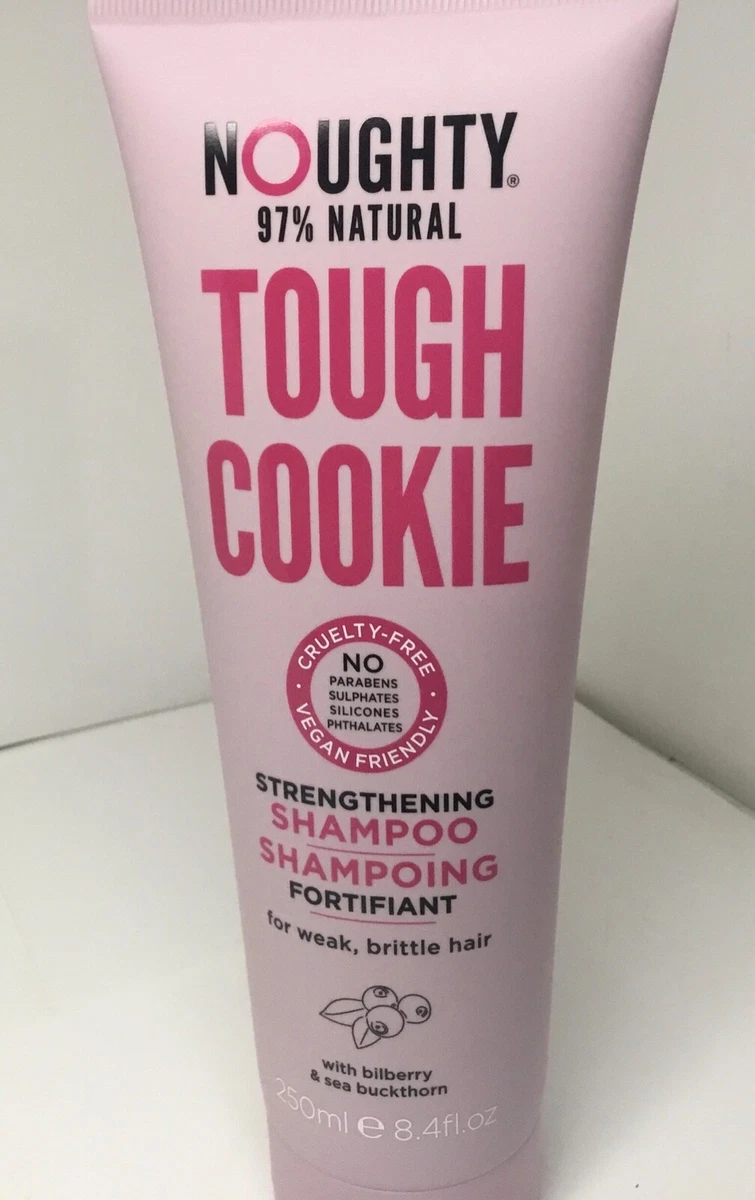 NOUGHTY®
97% NATURAL
TOUGH
COOKIE
CRUELTY-FREE
NO
PARABENS
SULPHATES
SILICONES
PHTHALATES
VEGAN FRIENDLY
STRENGTHENING
SHAMPOO
SHAMPOING
FORTIFIANT
for weak, brittle hair
with bilberry
& sea buckthorn
250ml e 8.4fl.oz